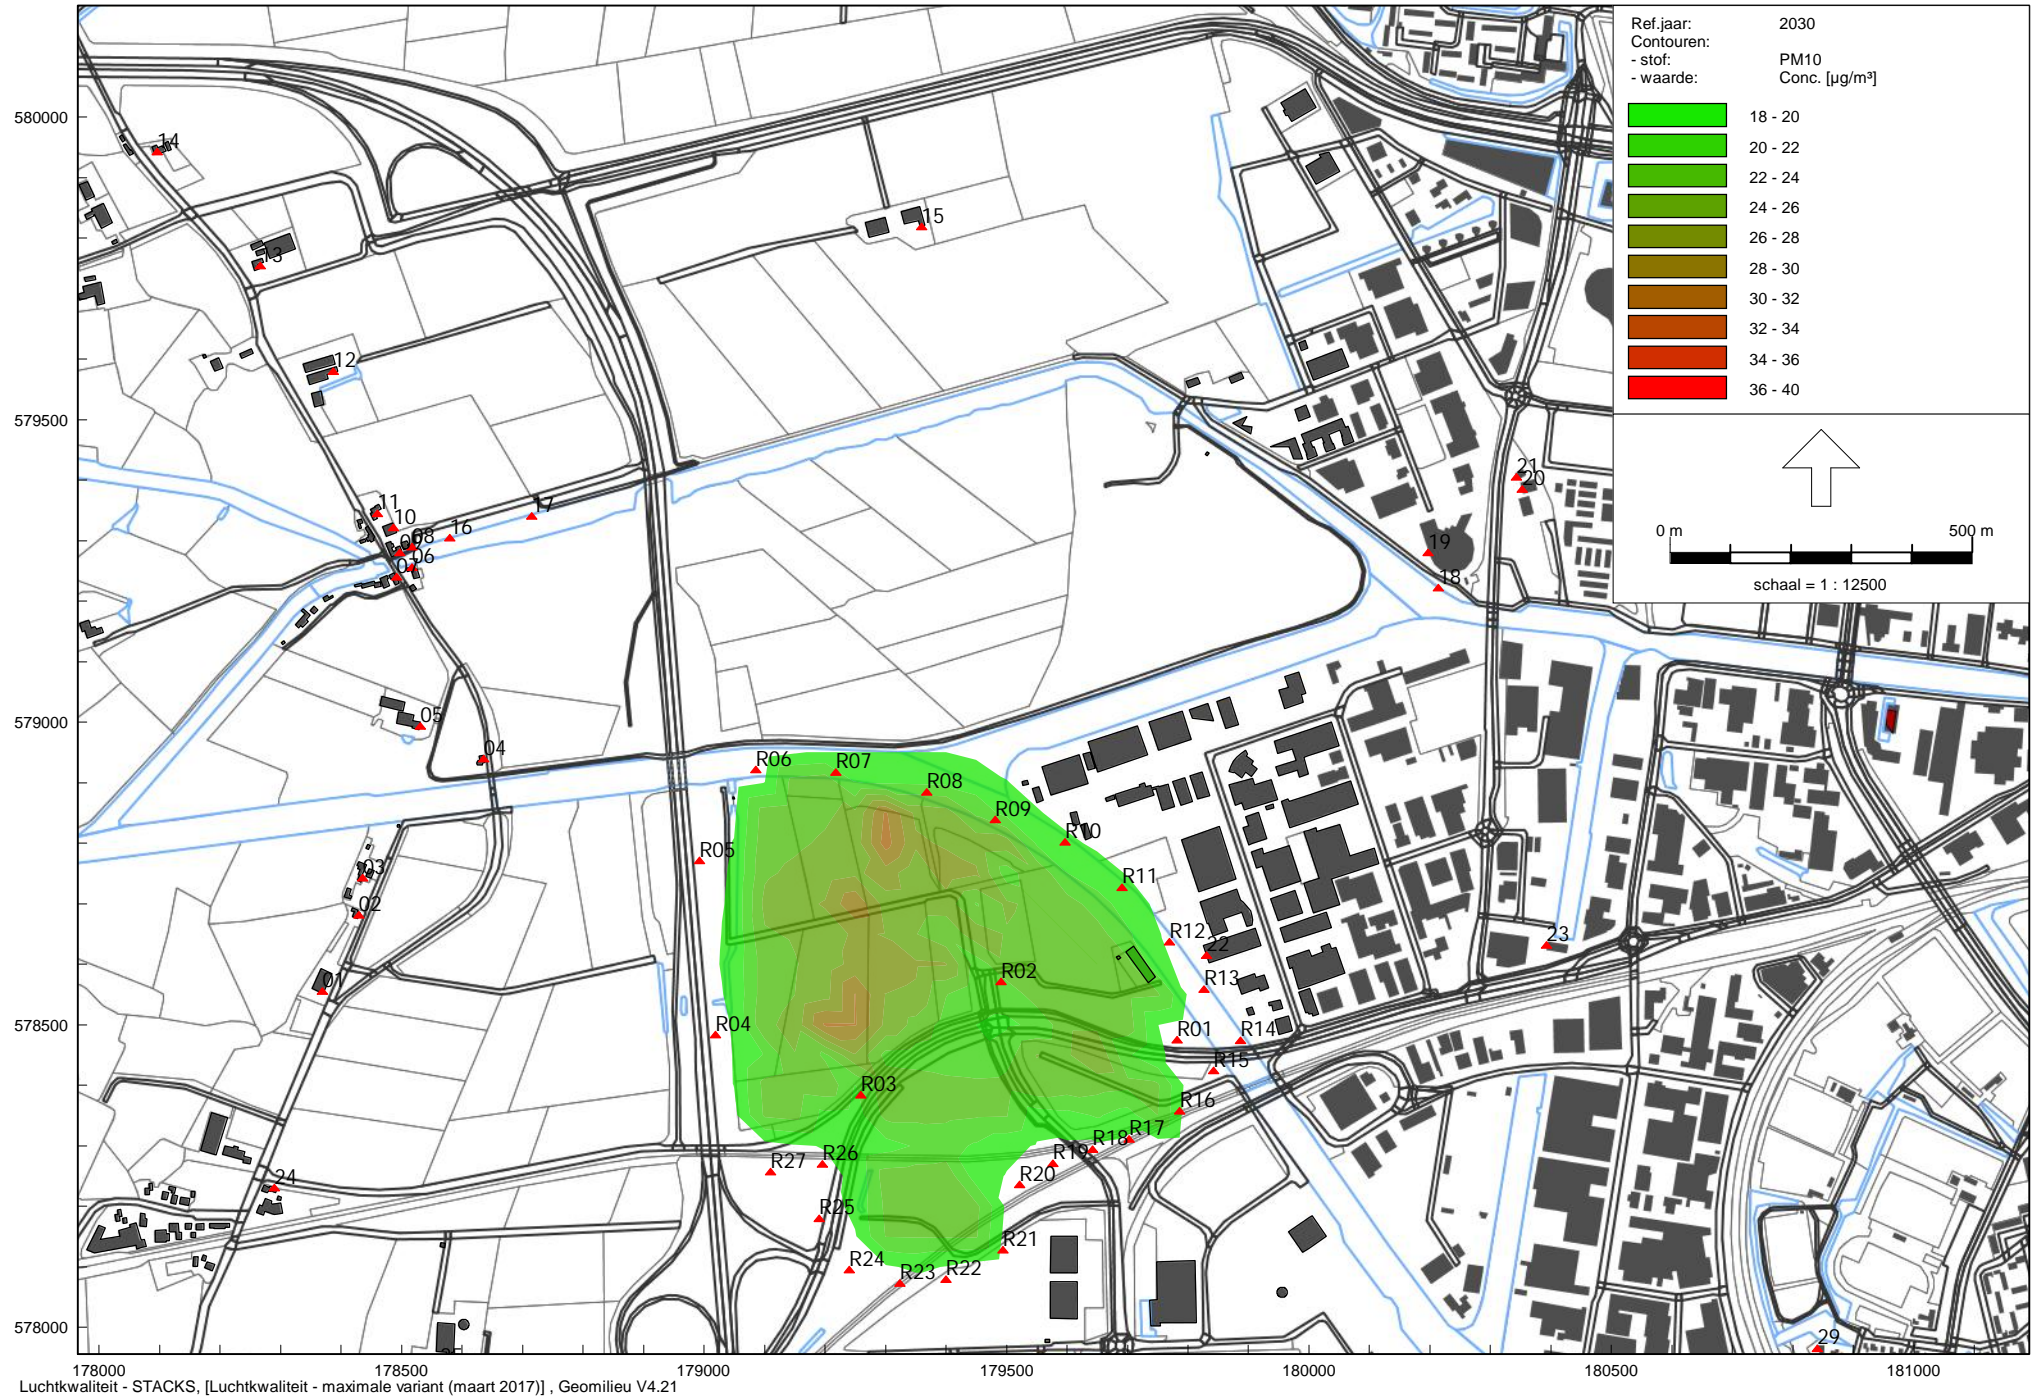 Ref.jaar: 2030
Contouren:
- stof: PM10
- waarde: Conc. [µg/m³]
18 - 20
20 - 22
22 - 24
24 - 26
26 - 28
28 - 30
30 - 32
32 - 34
34 - 36
36 - 40
0 m 500 m
schaal = 1 : 12500
580000
579500
579000
578500
578000
178000 178500 179000 179500 180000 180500 181000
14
15
13
12
21
20
11
10
17
16
08
06
07
19
18
05
04
R06
R07
R08
R09
R10
R05
R11
03
02
R12
22
23
01
R02
R13
R04
R01
R14
R15
R03
R16
R17
R18
R19
R26
R27
R20
24
R25
R21
R24
R23
R22
29
Luchtkwaliteit - STACKS, [Luchtkwaliteit - maximale variant (maart 2017)] , Geomilieu V4.21